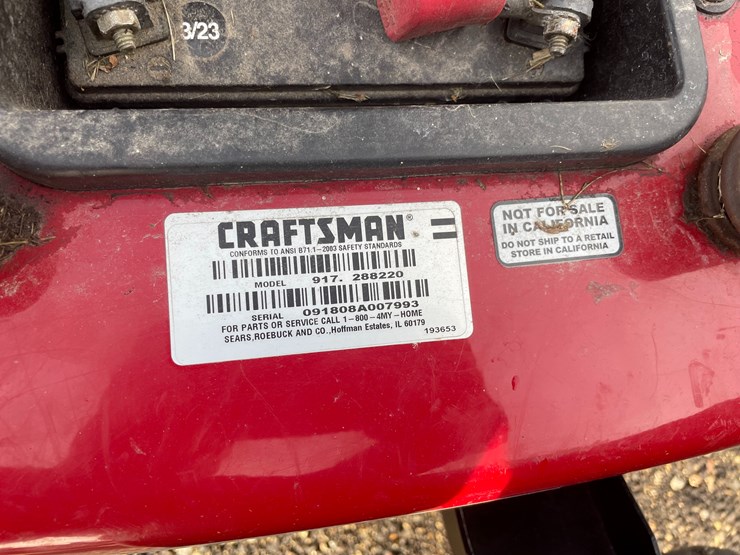 3/23
CRAFTSMAN®
CONFORMS TO ANSI B71.1-2003 SAFETY STANDARDS
MODEL 917. 288220
SERIAL 091808A007993
FOR PARTS OR SERVICE CALL 1-800-4MY-HOME
SEARS,ROEBUCK AND CO.,Hoffman Estates, IL 60179 193653
NOT FOR SALE
IN CALIFORNIA
DO NOT SHIP TO A RETAIL
STORE IN CALIFORNIA